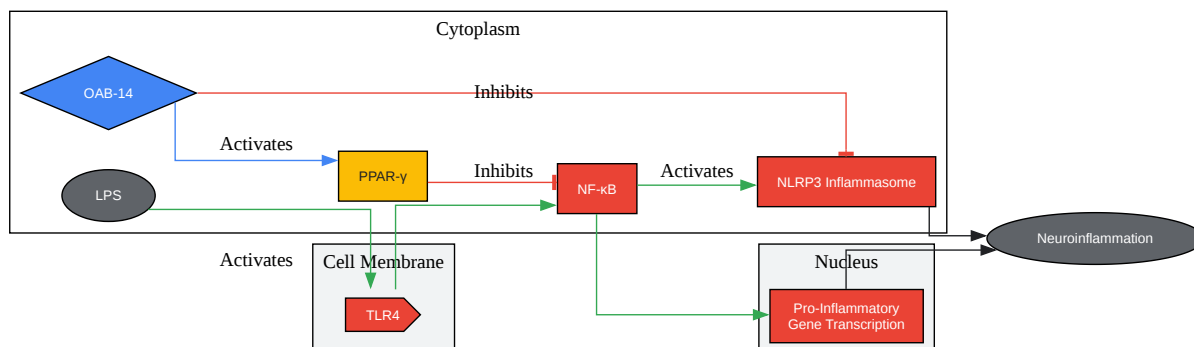 Cytoplasm
OAB-14
Inhibits
Activates
PPAR-γ
Inhibits
NF-κB
Activates
NLRP3 Inflammasome
LPS
Neuroinflammation
Activates
Cell Membrane
Nucleus
TLR4
Pro-Inflammatory
Gene Transcription